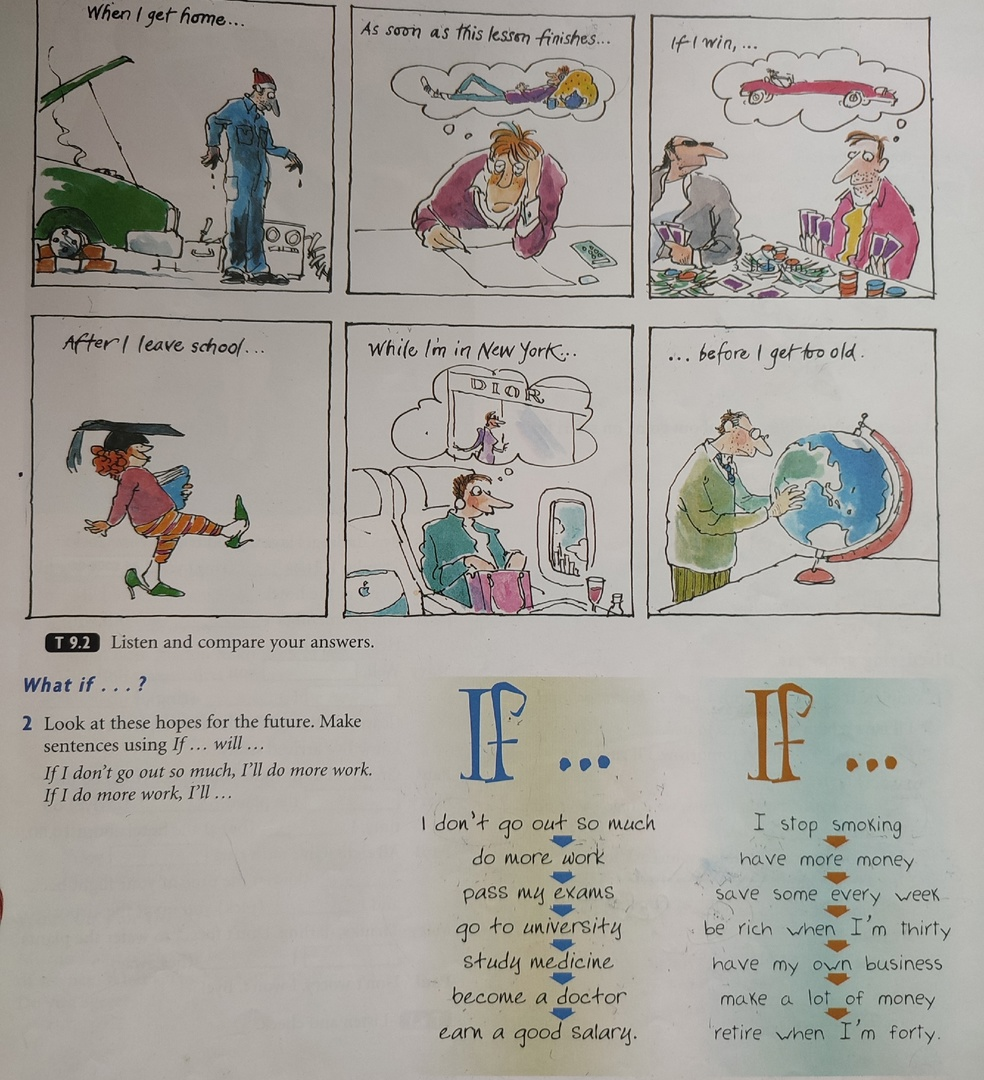 When I get home...
As soon as this lesson finishes...
If I win, ...
After I leave school...
While I'm in New York...
DIOR
... before I get too old.
T 9.2 Listen and compare your answers.
What if . . . ?
2 Look at these hopes for the future. Make
sentences using If ... will ...
If I don't go out so much, I'll do more work.
If I do more work, I'll ...
If ...
I don't go out so much
do more work
pass my exams
go to university
study medicine
become a doctor
earn a good salary.
If ...
I stop smoking
have more money
save some every week
be rich when I'm thirty
have my own business
make a lot of money
retire when I'm forty.